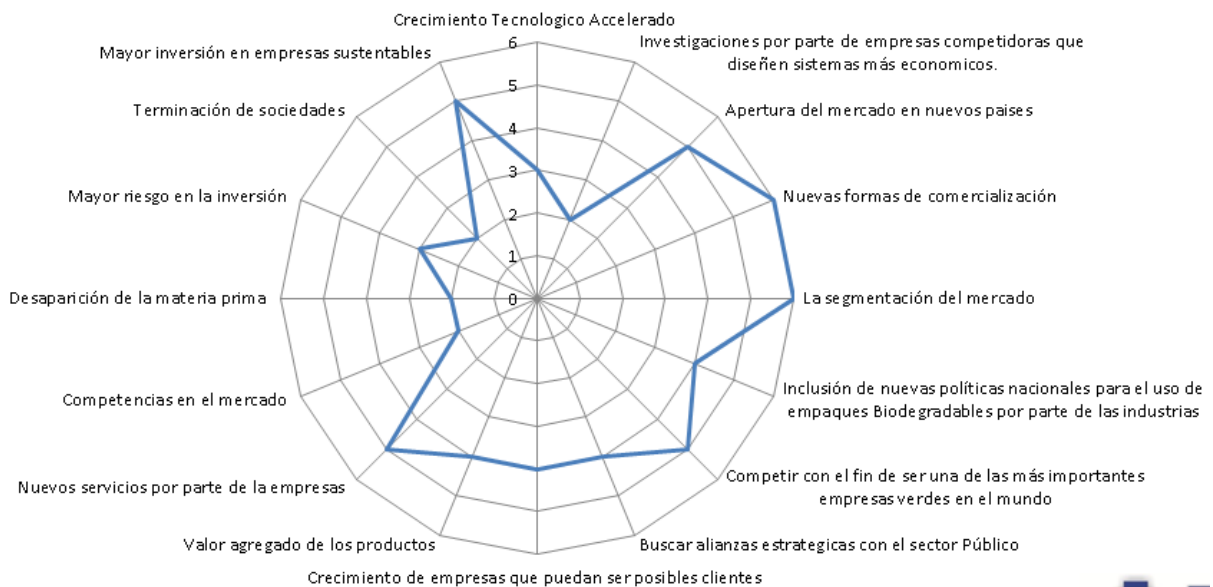 Crecimiento Tecnologico Accelerado
Mayor inversión en empresas sustentables
Investigaciones por parte de empresas competidoras que
diseñen sistemas más economicos.
Terminación de sociedades
Apertura del mercado en nuevos paises
Mayor riesgo en la inversión
Nuevas formas de comercialización
Desaparición de la materia prima
La segmentación del mercado
Competencias en el mercado
Inclusión de nuevas políticas nacionales para el uso de
empaques Biodegradables por parte de las industrias
Nuevos servicios por parte de la empresas
Competir con el fin de ser una de las más importantes
empresas verdes en el mundo
Valor agregado de los productos
Buscar alianzas estrategicas con el sector Público
Crecimiento de empresas que puedan ser posibles clientes
6
5
4
3
2
1
0